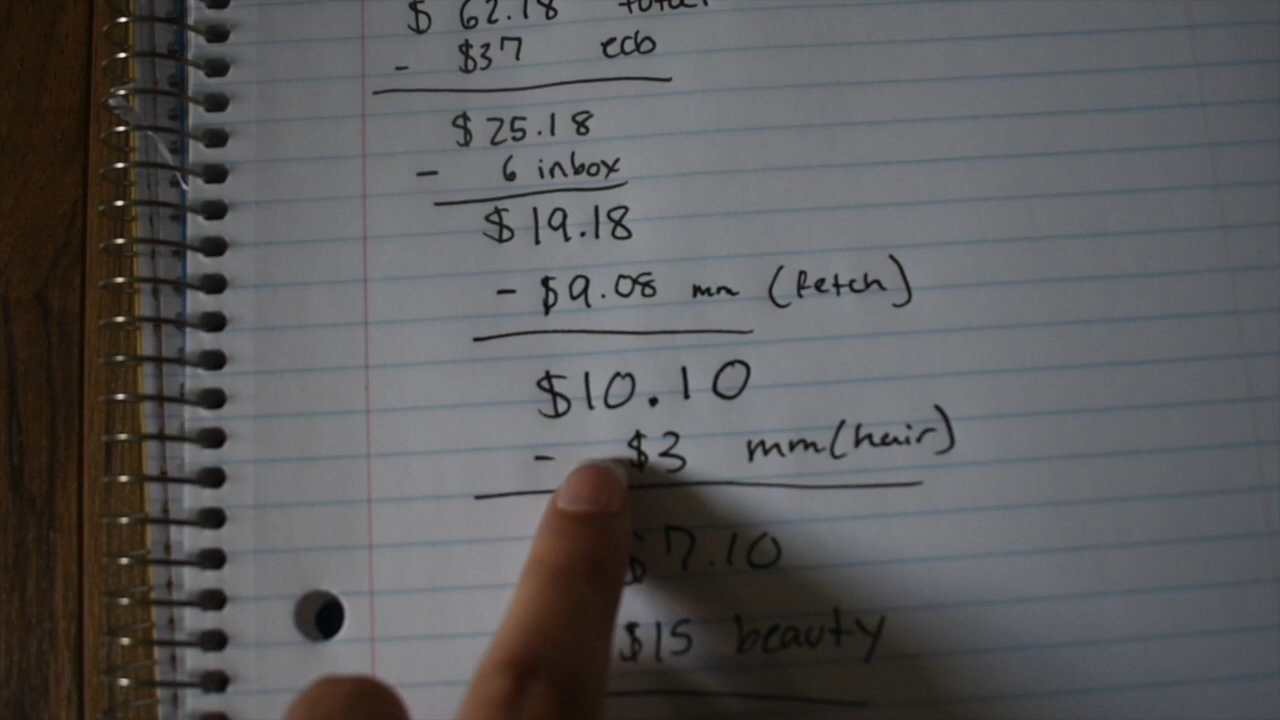 $ 62.18 total
- $37 ecb
$25.18
- 6 inbox
$19.18
- $9.08 mm (fetch)
$10.10
- $3 mm (hair)
$7.10
$15 beauty